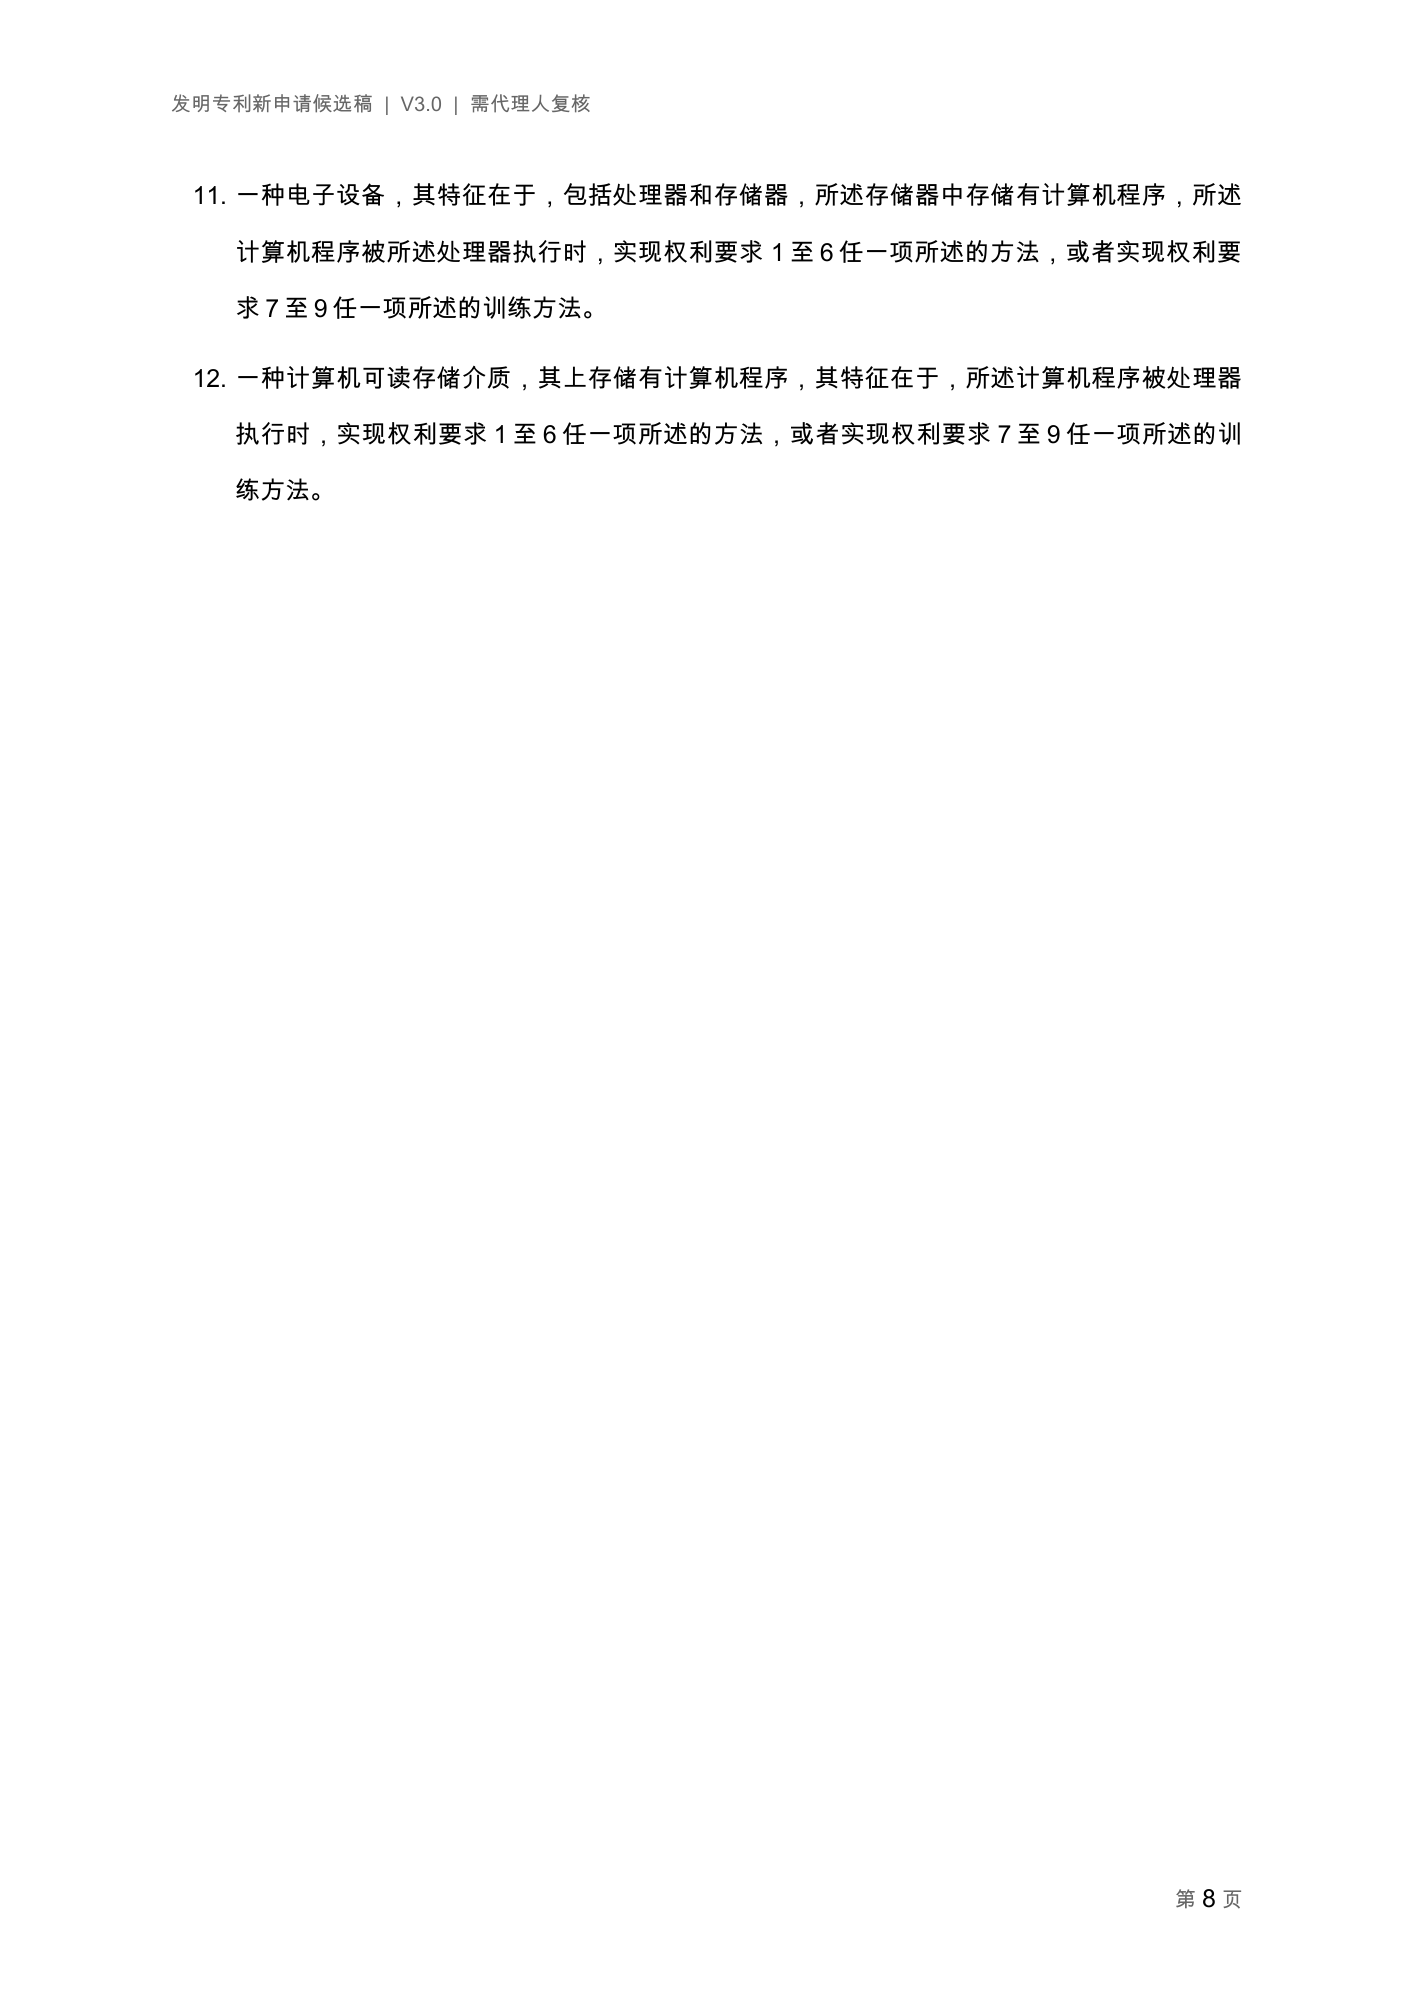 发明专利新申请候选稿 | V3.0 | 需代理人复核
11. 一种电子设备，其特征在于，包括处理器和存储器，所述存储器中存储有计算机程序，所述
计算机程序被所述处理器执行时，实现权利要求 1 至 6 任一项所述的方法，或者实现权利要
求 7 至 9 任一项所述的训练方法。
12. 一种计算机可读存储介质，其上存储有计算机程序，其特征在于，所述计算机程序被处理器
执行时，实现权利要求 1 至 6 任一项所述的方法，或者实现权利要求 7 至 9 任一项所述的训
练方法。
第 8 页